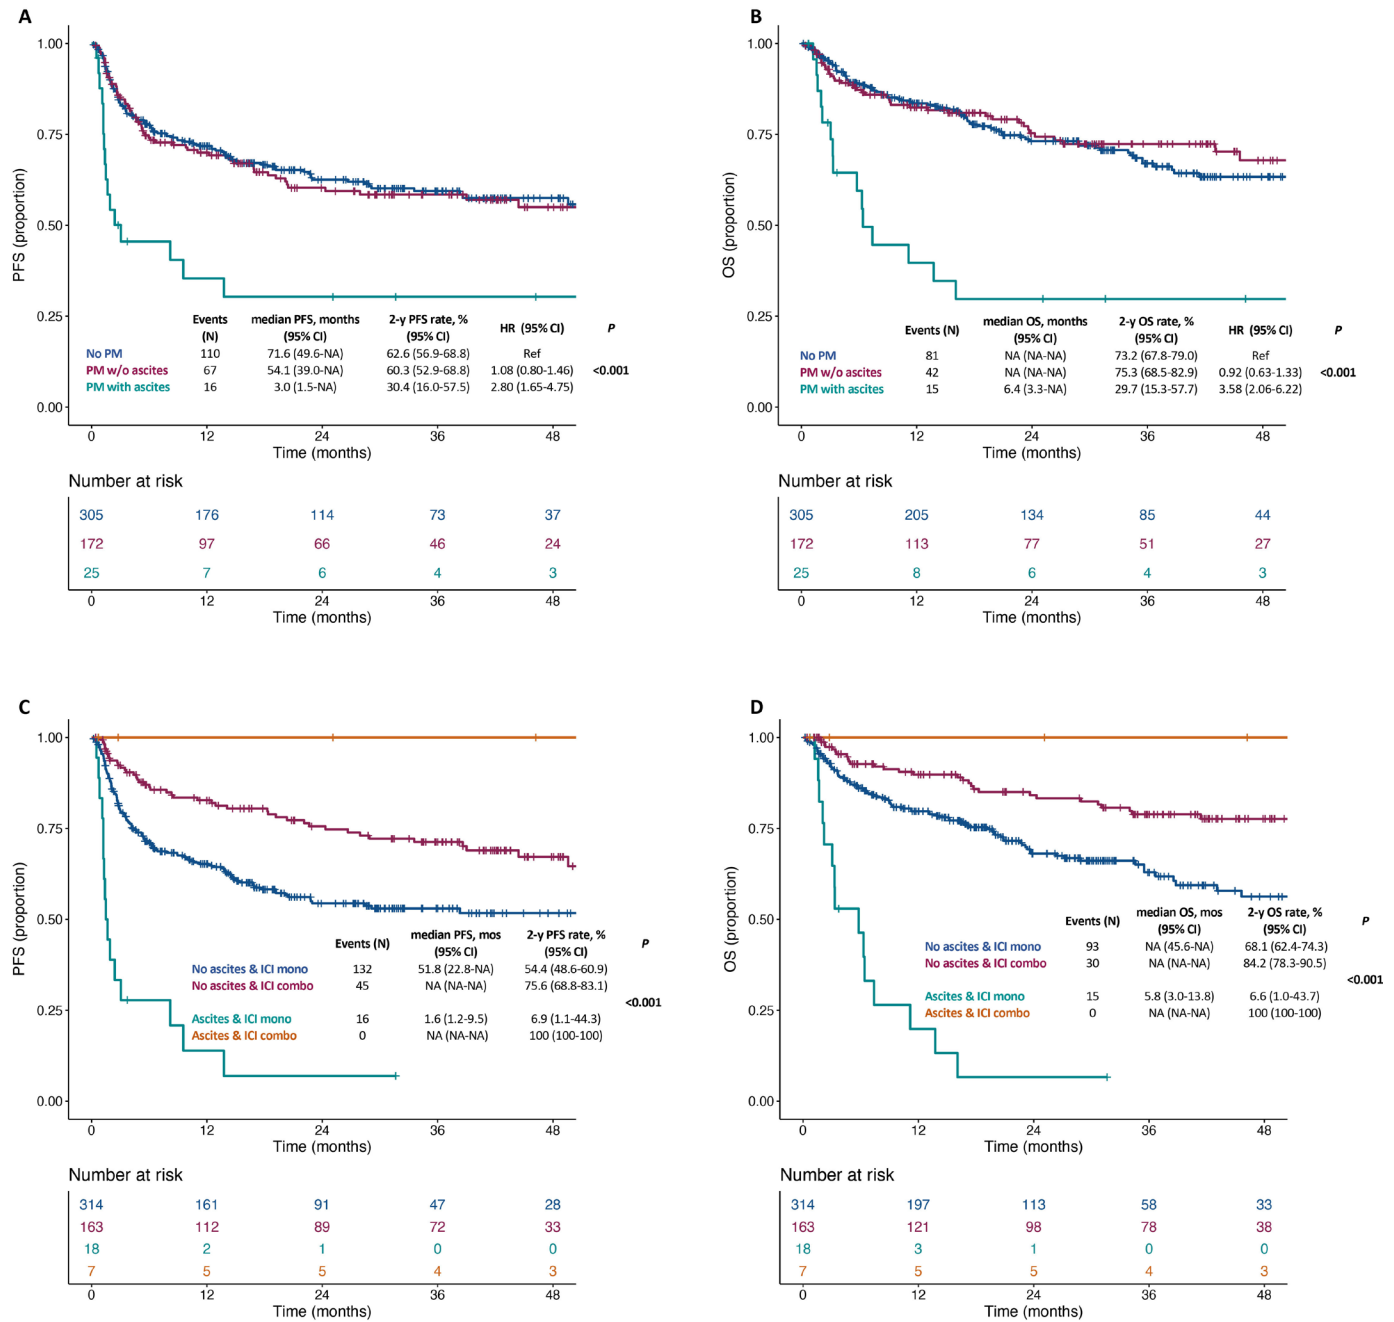 A
1.00
0.75
0.50
0.25
0.00
PFS (proportion)
Events (N) median PFS, months (95% CI) 2-y PFS rate, % (95% CI) HR (95% CI) P
No PM 110 71.6 (49.6-NA) 62.6 (56.9-68.8) Ref
PM w/o ascites 67 54.1 (39.0-NA) 60.3 (52.9-68.8) 1.08 (0.80-1.46) <0.001
PM with ascites 16 3.0 (1.5-NA) 30.4 (16.0-57.5) 2.80 (1.65-4.75)
0 12 24 36 48
Time (months)
Number at risk
305 176 114 73 37
172 97 66 46 24
25 7 6 4 3
0 12 24 36 48
Time (months)
B
1.00
0.75
0.50
0.25
0.00
OS (proportion)
Events (N) median OS, months (95% CI) 2-y OS rate, % (95% CI) HR (95% CI) P
No PM 81 NA (NA-NA) 73.2 (67.8-79.0) Ref
PM w/o ascites 42 NA (NA-NA) 75.3 (68.5-82.9) 0.92 (0.63-1.33) <0.001
PM with ascites 15 6.4 (3.3-NA) 29.7 (15.3-57.7) 3.58 (2.06-6.22)
0 12 24 36 48
Time (months)
Number at risk
305 205 134 85 44
172 113 77 51 27
25 8 6 4 3
0 12 24 36 48
Time (months)
C
1.00
0.75
0.50
0.25
0.00
PFS (proportion)
Events (N) median PFS, mos (95% CI) 2-y PFS rate, % (95% CI) P
No ascites & ICI mono 132 51.8 (22.8-NA) 54.4 (48.6-60.9)
No ascites & ICI combo 45 NA (NA-NA) 75.6 (68.8-83.1)
<0.001
Ascites & ICI mono 16 1.6 (1.2-9.5) 6.9 (1.1-44.3)
Ascites & ICI combo 0 NA (NA-NA) 100 (100-100)
0 12 24 36 48
Time (months)
Number at risk
314 161 91 47 28
163 112 89 72 33
18 2 1 0 0
7 5 5 4 3
0 12 24 36 48
Time (months)
D
1.00
0.75
0.50
0.25
0.00
OS (proportion)
Events (N) median OS, mos (95% CI) 2-y OS rate, % (95% CI) P
No ascites & ICI mono 93 NA (45.6-NA) 68.1 (62.4-74.3)
No ascites & ICI combo 30 NA (NA-NA) 84.2 (78.3-90.5)
<0.001
Ascites & ICI mono 15 5.8 (3.0-13.8) 6.6 (1.0-43.7)
Ascites & ICI combo 0 NA (NA-NA) 100 (100-100)
0 12 24 36 48
Time (months)
Number at risk
314 197 113 58 33
163 121 98 78 38
18 3 1 0 0
7 5 5 4 3
0 12 24 36 48
Time (months)